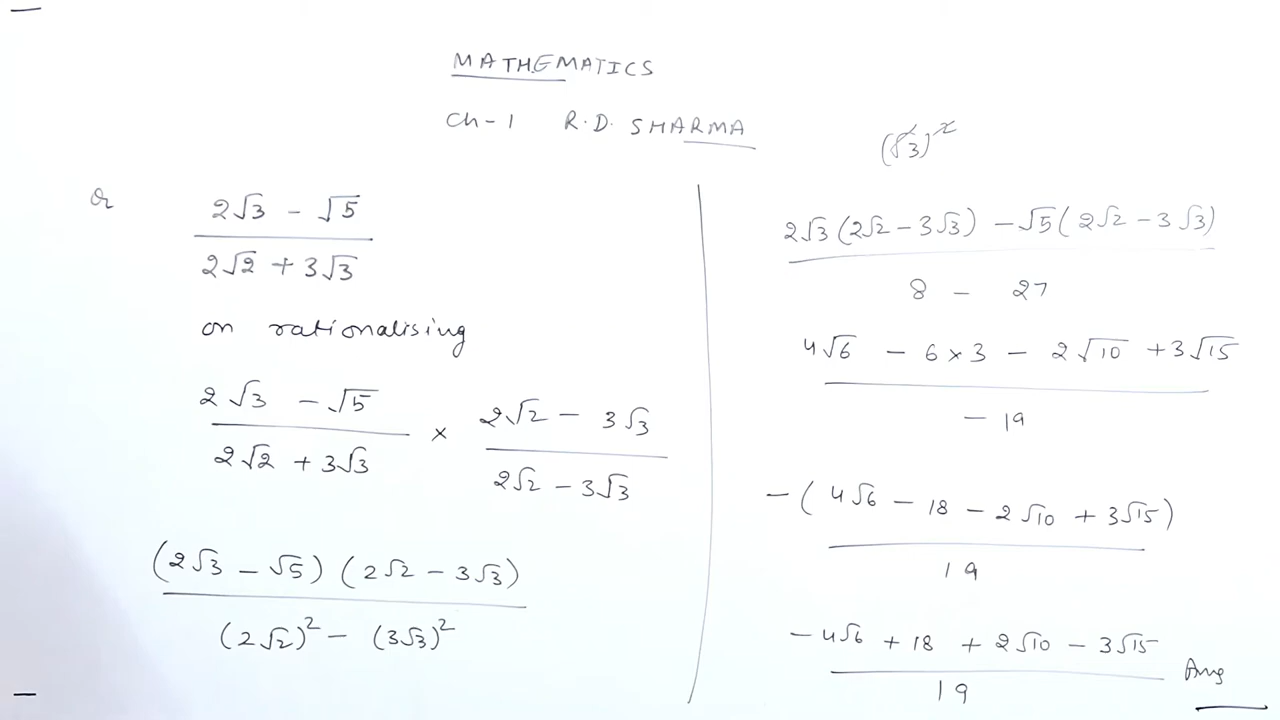 MATHEMATICS
Ch-1 R.D. SHARMA
(√3)²
Q
2√3 - √5
2√2 + 3√3
on rationalising
2√3 - √5
2√2 + 3√3
×
2√2 - 3√3
2√2 - 3√3
(2√3 - √5) (2√2 - 3√3)
(2√2)² - (3√3)²
2√3 (2√2 - 3√3) - √5 (2√2 - 3√3)
8 - 27
4√6 - 6×3 - 2√10 + 3√15
- 19
- (4√6 - 18 - 2√10 + 3√15)
19
- 4√6 + 18 + 2√10 - 3√15
19
Ans